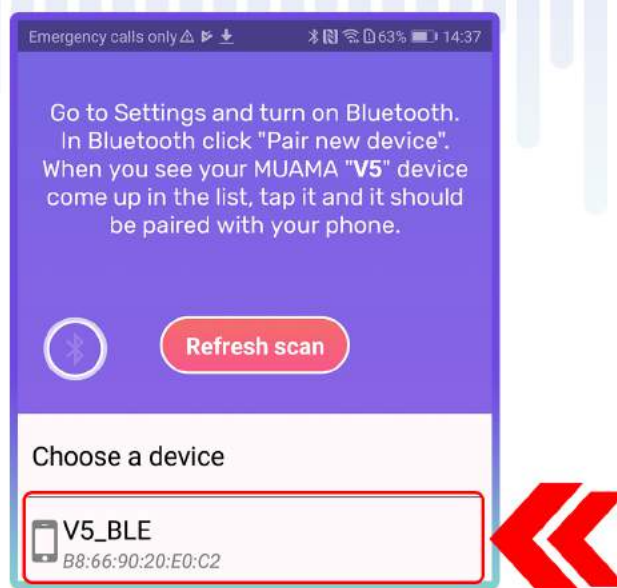 Emergency calls only 63% 14:37
Go to Settings and turn on Bluetooth.
In Bluetooth click "Pair new device".
When you see your MUAMA "V5" device
come up in the list, tap it and it should
be paired with your phone.
Refresh scan
Choose a device
V5_BLE
B8:66:90:20:E0:C2